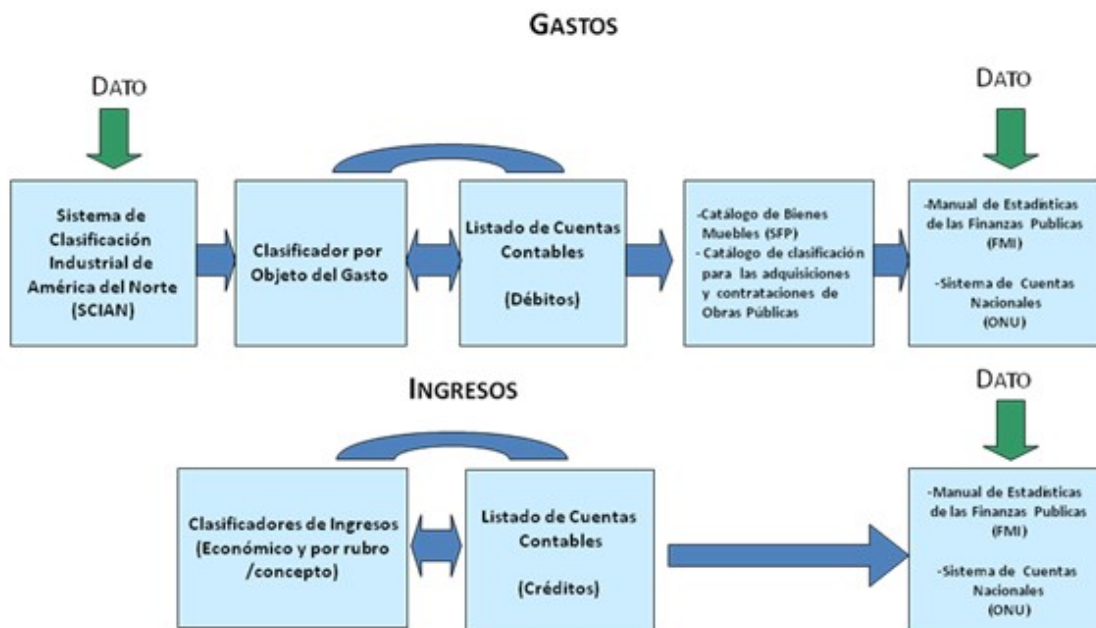 GASTOS
DATO
DATO
Sistema de
Clasificación
Industrial de
América del Norte
(SCIAN)
Clasificador por
Objeto del Gasto
Listado de Cuentas
Contables
(Débitos)
-Catálogo de Bienes
Muebles (SFP)
- Catálogo de clasificación
para las adquisiciones
y contrataciones de
Obras Públicas
-Manual de Estadísticas
de las Finanzas Publicas
(FMI)
-Sistema de Cuentas
Nacionales
(ONU)
INGRESOS
DATO
Clasificadores de Ingresos
(Económico y por rubro
/concepto)
Listado de Cuentas
Contables
(Créditos)
-Manual de Estadísticas
de las Finanzas Publicas
(FMI)
-Sistema de Cuentas
Nacionales
(ONU)